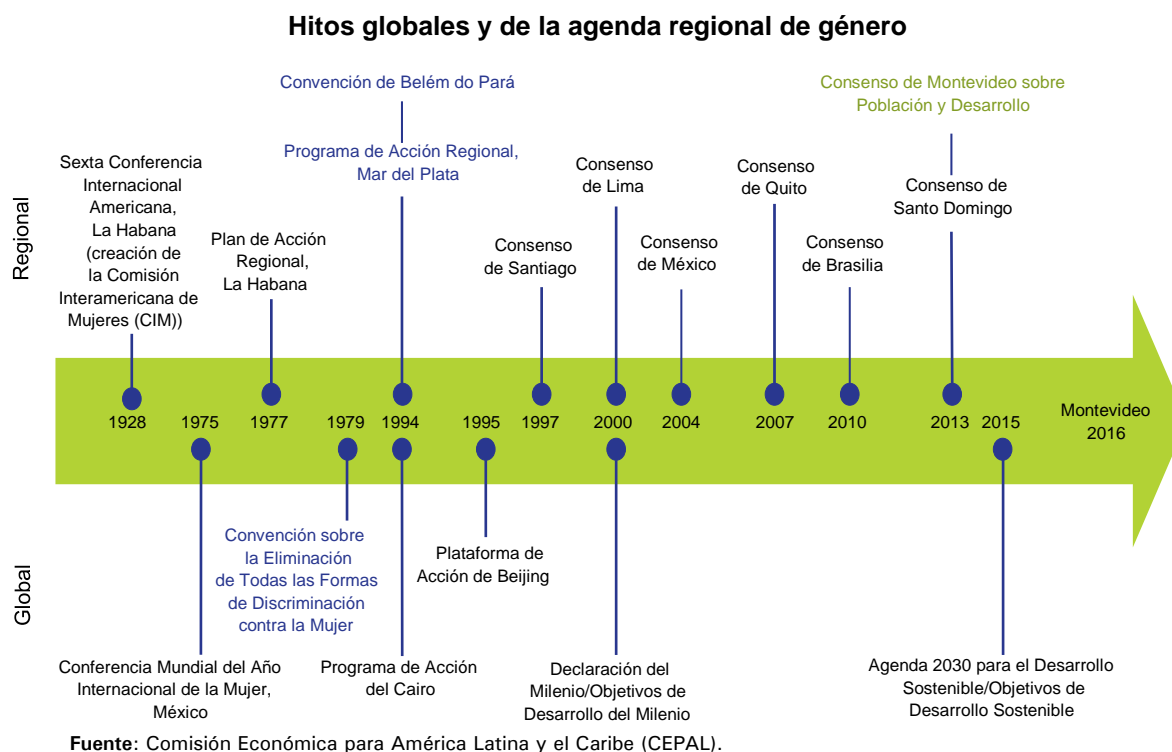 Hitos globales y de la agenda regional de género
Regional
Convención de Belém do Pará
Programa de Acción Regional,
Mar del Plata
Consenso de Montevideo sobre
Población y Desarrollo
Sexta Conferencia
Internacional
Americana,
La Habana
(creación de
la Comisión
Interamericana de
Mujeres (CIM))
Plan de Acción
Regional,
La Habana
Consenso
de Santiago
Consenso
de Lima
Consenso
de México
Consenso
de Quito
Consenso
de Brasilia
Consenso de
Santo Domingo
1928 1975 1977 1979 1994 1995 1997 2000 2004 2007 2010 2013 2015
Montevideo
2016
Global
Conferencia Mundial del Año
Internacional de la Mujer,
México
Convención sobre
la Eliminación
de Todas las Formas
de Discriminación
contra la Mujer
Programa de Acción
del Cairo
Plataforma de
Acción de Beijing
Declaración del
Milenio/Objetivos de
Desarrollo del Milenio
Agenda 2030 para el Desarrollo
Sostenible/Objetivos de
Desarrollo Sostenible
Fuente: Comisión Económica para América Latina y el Caribe (CEPAL).